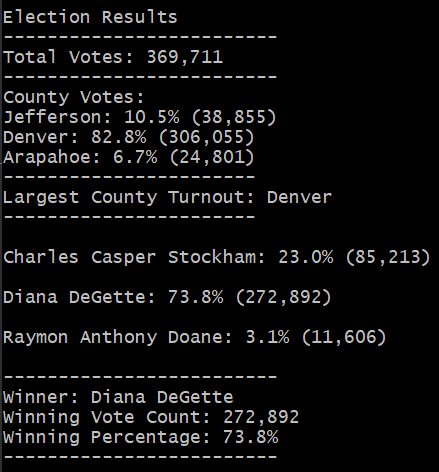 Election Results
-------------------------
Total Votes: 369,711
-------------------------
County Votes:
Jefferson: 10.5% (38,855)
Denver: 82.8% (306,055)
Arapahoe: 6.7% (24,801)
-----------------------
Largest County Turnout: Denver
-----------------------
Charles Casper Stockham: 23.0% (85,213)
Diana DeGette: 73.8% (272,892)
Raymon Anthony Doane: 3.1% (11,606)
-------------------------
Winner: Diana DeGette
Winning Vote Count: 272,892
Winning Percentage: 73.8%
-------------------------